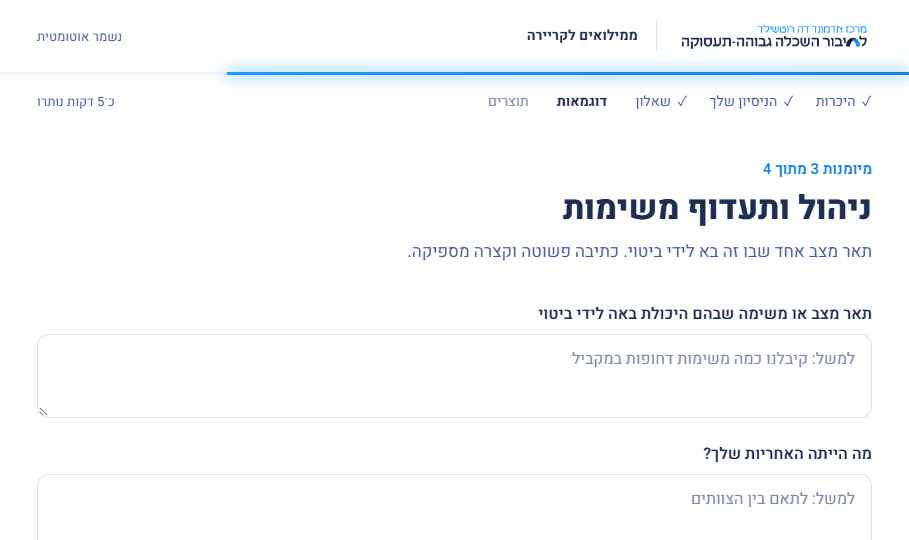 מרכז אדמונד דה רוטשילד
לחיבור השכלה גבוהה-תעסוקה
ממילואים לקריירה
נשמר אוטומטית
✓ היכרות ✓ הניסיון שלך ✓ שאלון דוגמאות תוצרים
כ־5 דקות נותרו
מיומנות 3 מתוך 4
ניהול ותעדוף משימות
תאר מצב אחד שבו זה בא לידי ביטוי. כתיבה פשוטה וקצרה מספיקה.
תאר מצב או משימה שבהם היכולת באה לידי ביטוי
למשל: קיבלנו כמה משימות דחופות במקביל
מה הייתה האחריות שלך?
למשל: לתאם בין הצוותים